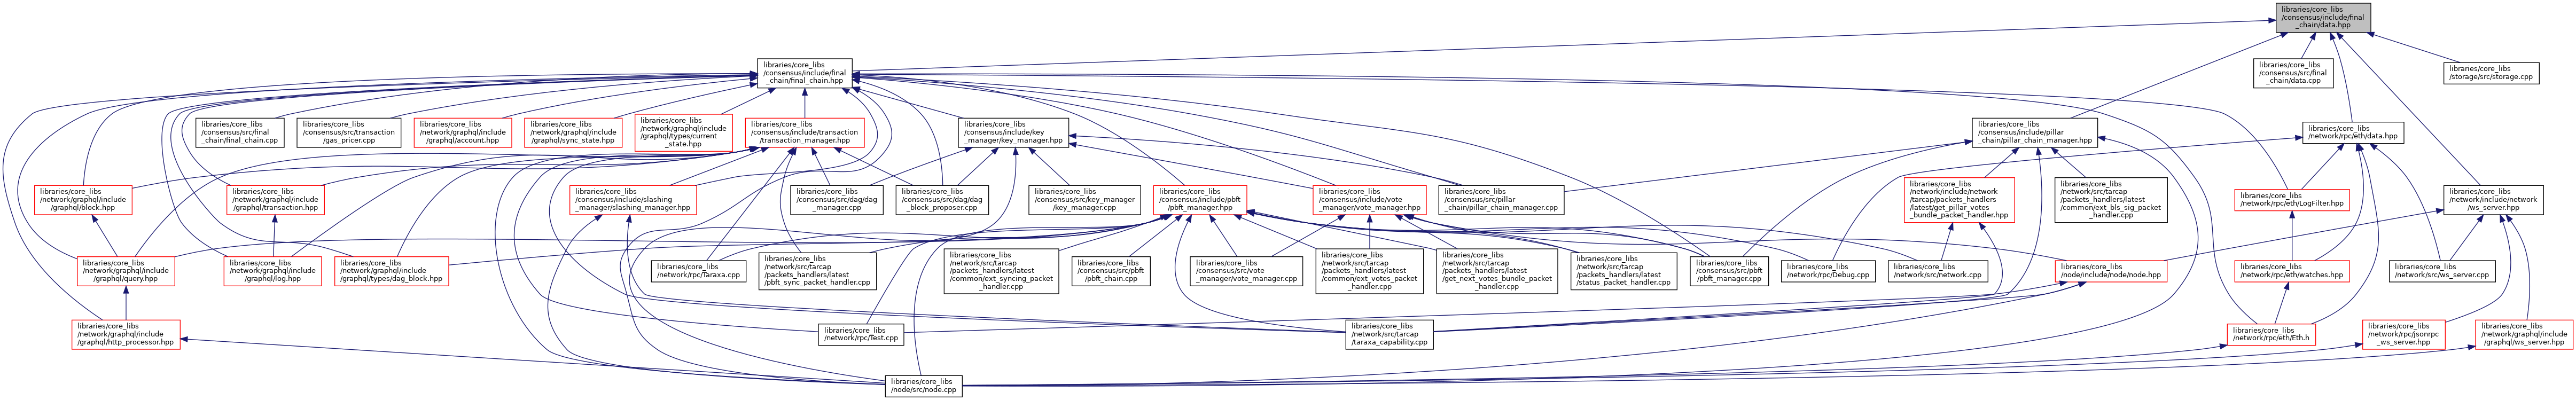 libraries/core_libs
/consensus/include/final
_chain/data.hpp
libraries/core_libs
/consensus/include/final
_chain/final_chain.hpp
libraries/core_libs
/consensus/src/final
_chain/data.cpp
libraries/core_libs
/storage/src/storage.cpp
libraries/core_libs
/consensus/src/final
_chain/final_chain.cpp
libraries/core_libs
/consensus/src/transaction
/gas_pricer.cpp
libraries/core_libs
/network/graphql/include
/graphql/account.hpp
libraries/core_libs
/network/graphql/include
/graphql/sync_state.hpp
libraries/core_libs
/network/graphql/include
/graphql/types/current
_state.hpp
libraries/core_libs
/consensus/include/transaction
/transaction_manager.hpp
libraries/core_libs
/consensus/include/key
_manager/key_manager.hpp
libraries/core_libs
/consensus/include/pillar
_chain/pillar_chain_manager.hpp
libraries/core_libs
/network/rpc/eth/data.hpp
libraries/core_libs
/network/graphql/include
/graphql/block.hpp
libraries/core_libs
/network/graphql/include
/graphql/transaction.hpp
libraries/core_libs
/consensus/include/slashing
_manager/slashing_manager.hpp
libraries/core_libs
/consensus/src/dag/dag
_manager.cpp
libraries/core_libs
/consensus/src/dag/dag
_block_proposer.cpp
libraries/core_libs
/consensus/src/key_manager
/key_manager.cpp
libraries/core_libs
/consensus/include/pbft
/pbft_manager.hpp
libraries/core_libs
/consensus/include/vote
_manager/vote_manager.hpp
libraries/core_libs
/consensus/src/pillar
_chain/pillar_chain_manager.cpp
libraries/core_libs
/network/include/network
/tarcap/packets_handlers
/latest/get_pillar_votes
_bundle_packet_handler.hpp
libraries/core_libs
/network/src/tarcap
/packets_handlers/latest
/common/ext_bls_sig_packet
_handler.cpp
libraries/core_libs
/network/rpc/eth/LogFilter.hpp
libraries/core_libs
/network/include/network
/ws_server.hpp
libraries/core_libs
/network/graphql/include
/graphql/query.hpp
libraries/core_libs
/network/graphql/include
/graphql/log.hpp
libraries/core_libs
/network/graphql/include
/graphql/types/dag_block.hpp
libraries/core_libs
/network/rpc/Taraxa.cpp
libraries/core_libs
/network/src/tarcap
/packets_handlers/latest
/pbft_sync_packet_handler.cpp
libraries/core_libs
/network/src/tarcap
/packets_handlers/latest
/common/ext_syncing_packet
_handler.cpp
libraries/core_libs
/consensus/src/pbft
/pbft_chain.cpp
libraries/core_libs
/consensus/src/vote
_manager/vote_manager.cpp
libraries/core_libs
/network/src/tarcap
/packets_handlers/latest
/common/ext_votes_packet
_handler.cpp
libraries/core_libs
/network/src/tarcap
/packets_handlers/latest
/get_next_votes_bundle_packet
_handler.cpp
libraries/core_libs
/network/src/tarcap
/packets_handlers/latest
/status_packet_handler.cpp
libraries/core_libs
/consensus/src/pbft
/pbft_manager.cpp
libraries/core_libs
/network/rpc/Debug.cpp
libraries/core_libs
/network/src/network.cpp
libraries/core_libs
/node/include/node/node.hpp
libraries/core_libs
/network/rpc/eth/watches.hpp
libraries/core_libs
/network/src/ws_server.cpp
libraries/core_libs
/network/graphql/include
/graphql/http_processor.hpp
libraries/core_libs
/network/rpc/Test.cpp
libraries/core_libs
/network/src/tarcap
/taraxa_capability.cpp
libraries/core_libs
/network/rpc/eth/Eth.h
libraries/core_libs
/network/rpc/jsonrpc
_ws_server.hpp
libraries/core_libs
/network/graphql/include
/graphql/ws_server.hpp
libraries/core_libs
/node/src/node.cpp